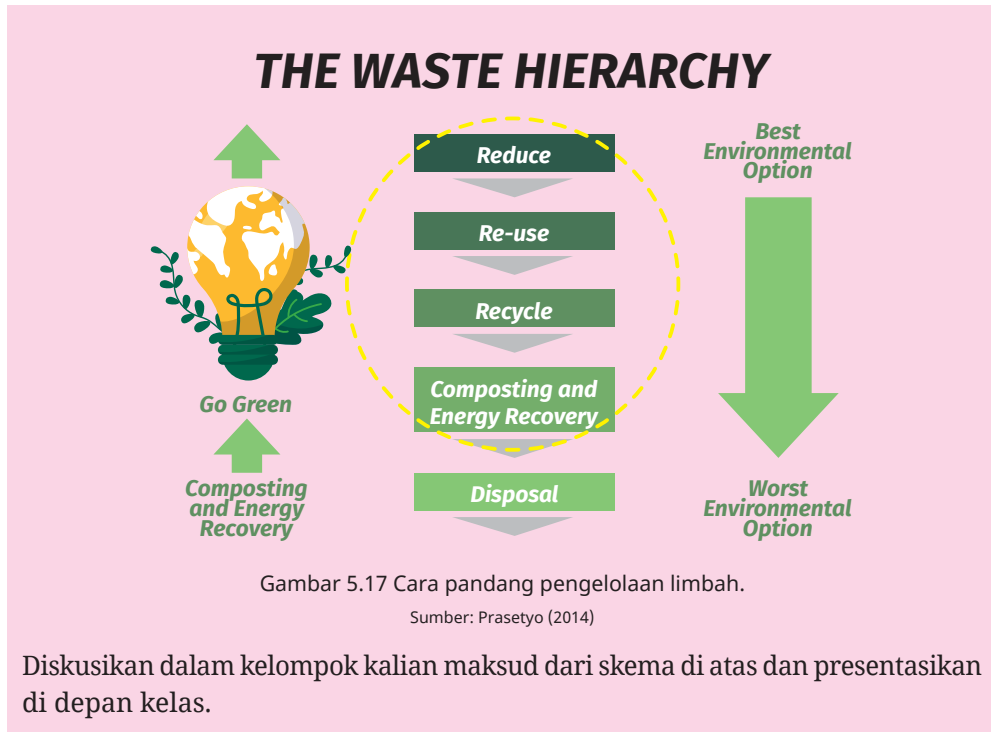 THE WASTE HIERARCHY
Go Green
Composting
and Energy
Recovery
Reduce
Re-use
Recycle
Composting and
Energy Recovery
Disposal
Best
Environmental
Option
Worst
Environmental
Option
Gambar 5.17 Cara pandang pengelolaan limbah.
Sumber: Prasetyo (2014)
Diskusikan dalam kelompok kalian maksud dari skema di atas dan presentasikan
di depan kelas.